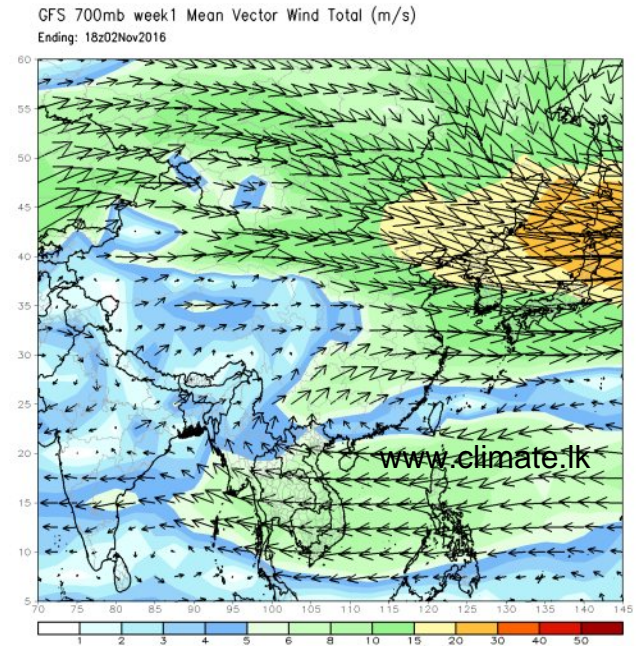 GFS 700mb week1 Mean Vector Wind Total (m/s)
Ending: 18z02Nov2016
60
55
50
45
40
35
30
25
20
15
10
5
www.climate.lk
70 75 80 85 90 95 100 105 110 115 120 125 130 135 140 145
1 2 3 4 5 6 8 10 15 20 30 40 50